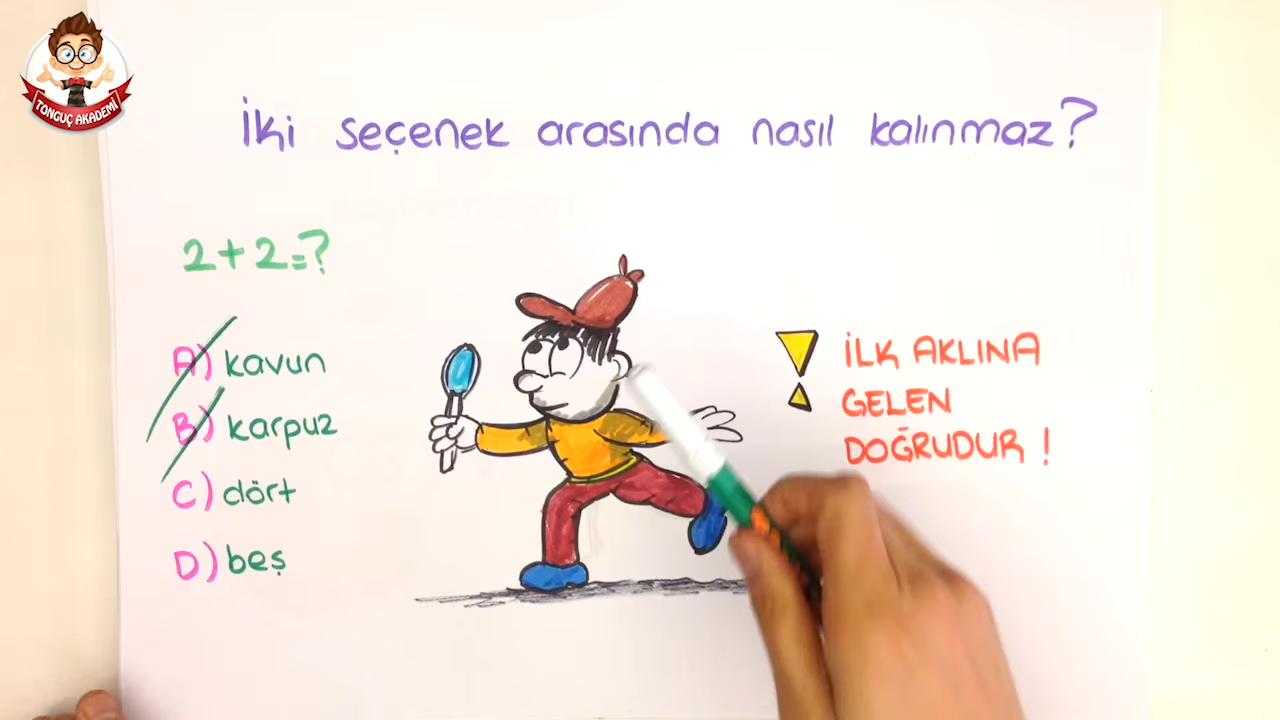 TONGUÇ AKADEMİ
İki seçenek arasında nasıl kalınmaz?
2+2=?
A) kavun
B) karpuz
C) dört
D) beş
İLK AKLINA
GELEN
DOĞRUDUR !